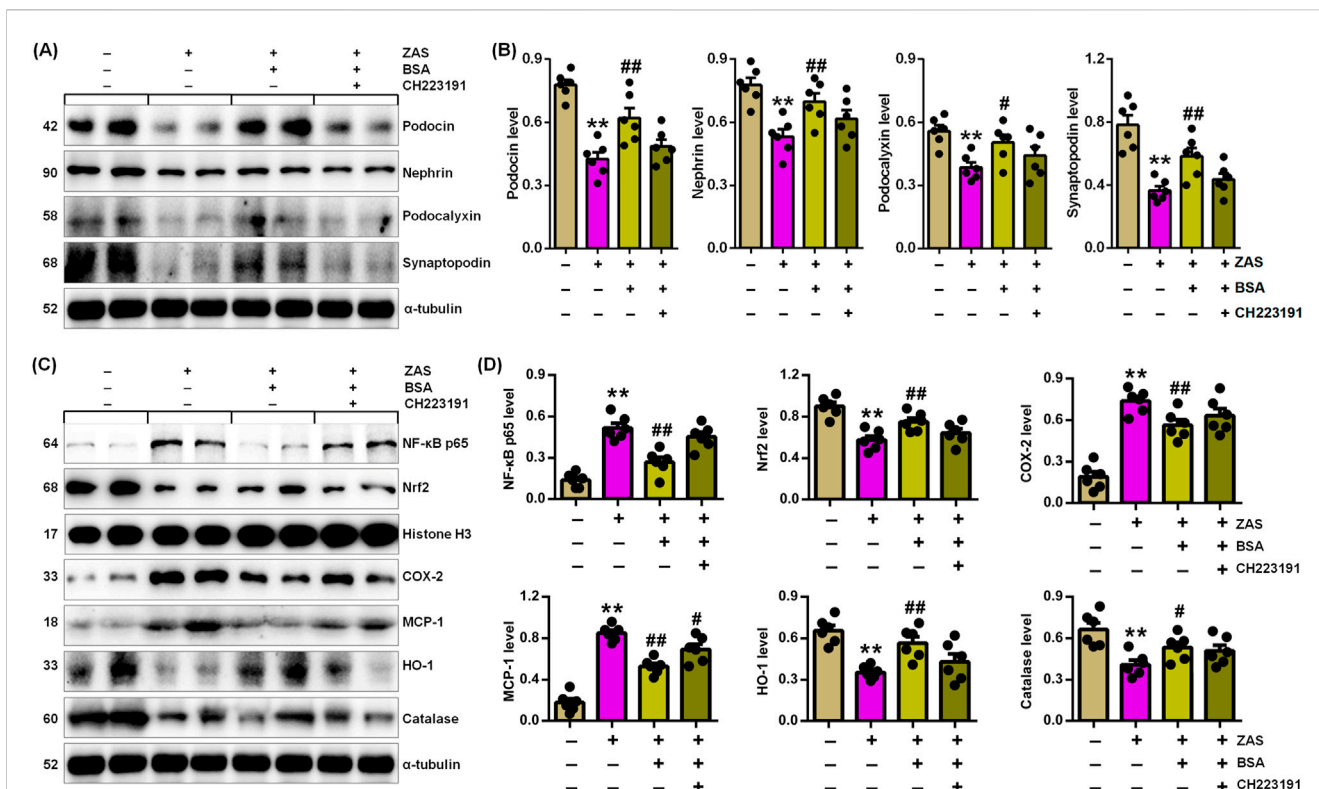 (A)
– + + + ZAS
– – + + BSA
– – – + CH223191
42 Podocin
90 Nephrin
58 Podocalyxin
68 Synaptopodin
52 α-tubulin
(B)
Podocin level
0.9
0.6
0.3
0.0
** ##
Nephrin level
0.9
0.6
0.3
0.0
** ##
Podocalyxin level
0.9
0.6
0.3
0.0
** #
Synaptopodin level
1.2
0.8
0.4
0.0
** ##
– + + + – + + + – + + + – + + + ZAS
– – + + – – + + – – + + – – + + BSA
– – – + – – – + – – – + – – – + CH223191
(C)
– + + + ZAS
– – + + BSA
– – – + CH223191
64 NF-κB p65
68 Nrf2
17 Histone H3
33 COX-2
18 MCP-1
33 HO-1
60 Catalase
52 α-tubulin
(D)
NF-κB p65 level
0.9
0.6
0.3
0.0
** ##
Nrf2 level
1.2
0.8
0.4
0.0
** ##
COX-2 level
0.9
0.6
0.3
0.0
** ##
– + + + – + + + – + + + ZAS
– – + + – – + + – – + + BSA
– – – + – – – + – – – + CH223191
MCP-1 level
1.2
0.9
0.6
0.3
0.0
** ## #
HO-1 level
0.9
0.6
0.3
0.0
** ##
Catalase level
0.9
0.6
0.3
0.0
** #
– + + + – + + + – + + + ZAS
– – + + – – + + – – + + BSA
– – – + – – – + – – – + CH223191